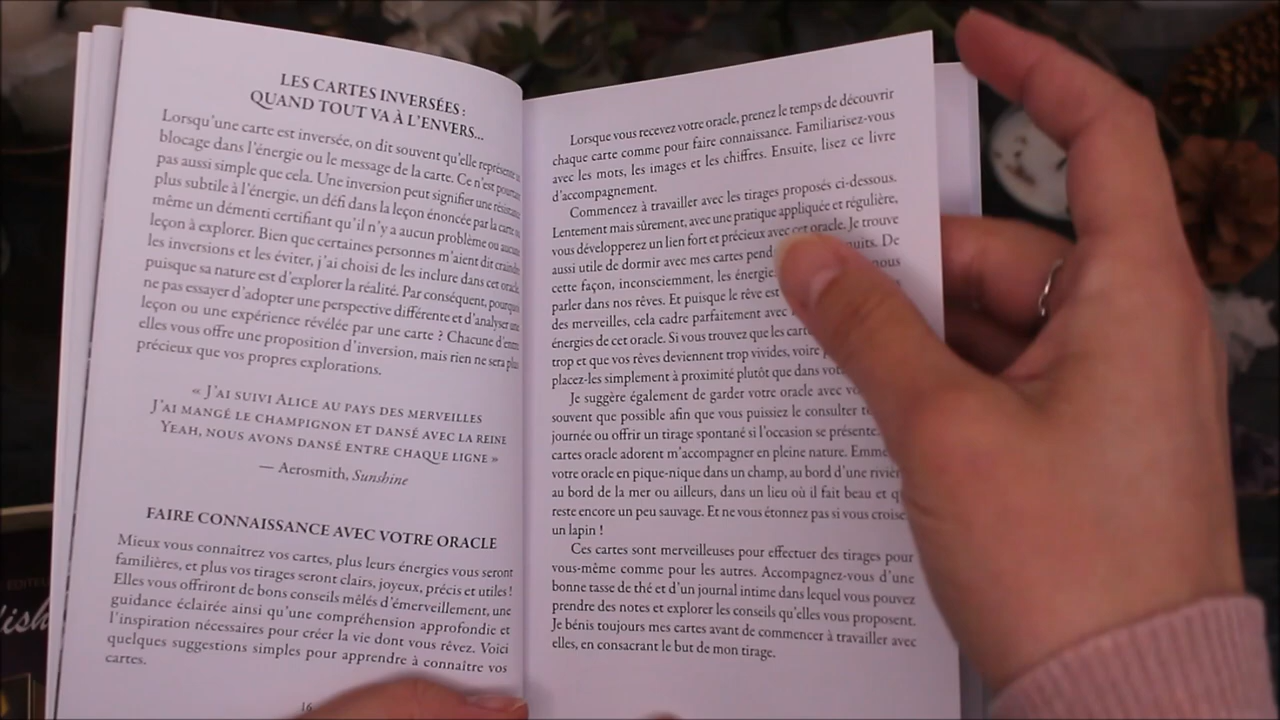 LES CARTES INVERSÉES :
QUAND TOUT VA À L'ENVERS...
Lorsqu'une carte est inversée, on dit souvent qu'elle représente un
blocage dans l'énergie ou le message de la carte. Ce n'est pourtant
pas aussi simple que cela. Une inversion peut signifier une résistance
plus subtile à l'énergie, un défi dans la leçon énoncée par la carte ou
même un démenti certifiant qu'il n'y a aucun problème ou aucune
leçon à explorer. Bien que certaines personnes m'aient dit craindre
les inversions et les éviter, j'ai choisi de les inclure dans cet oracle
puisque sa nature est d'explorer la réalité. Par conséquent, pourquoi
ne pas essayer d'adopter une perspective différente et d'analyser une
leçon ou une expérience révélée par une carte ? Chacune d'entre
elles vous offre une proposition d'inversion, mais rien ne sera plus
précieux que vos propres explorations.
« J'AI SUIVI ALICE AU PAYS DES MERVEILLES
J'AI MANGÉ LE CHAMPIGNON ET DANSÉ AVEC LA REINE
YEAH, NOUS AVONS DANSÉ ENTRE CHAQUE LIGNE »
— Aerosmith, Sunshine
FAIRE CONNAISSANCE AVEC VOTRE ORACLE
Mieux vous connaîtrez vos cartes, plus leurs énergies vous seront
familières, et plus vos tirages seront clairs, joyeux, précis et utiles !
Elles vous offriront de bons conseils mêlés d'émerveillement, une
guidance éclairée ainsi qu'une compréhension approfondie et
l'inspiration nécessaires pour créer la vie dont vous rêvez. Voici
quelques suggestions simples pour apprendre à connaître vos
cartes.
16
Lorsque vous recevez votre oracle, prenez le temps de découvrir
chaque carte comme pour faire connaissance. Familiarisez-vous
avec les mots, les images et les chiffres. Ensuite, lisez ce livre
d'accompagnement.
Commencez à travailler avec les tirages proposés ci-dessous.
Lentement mais sûrement, avec une pratique appliquée et régulière,
vous développerez un lien fort et précieux avec cet oracle. Je trouve
aussi utile de dormir avec mes cartes pend uits. De
cette façon, inconsciemment, les énergie nous
parler dans nos rêves. Et puisque le rêve est
des merveilles, cela cadre parfaitement avec
énergies de cet oracle. Si vous trouvez que les cart
trop et que vos rêves deviennent trop vivides, voire
placez-les simplement à proximité plutôt que dans vot
Je suggère également de garder votre oracle avec vo
souvent que possible afin que vous puissiez le consulter
journée ou offrir un tirage spontané si l'occasion se présente.
cartes oracle adorent m'accompagner en pleine nature. Emme
votre oracle en pique-nique dans un champ, au bord d'une riviè
au bord de la mer ou ailleurs, dans un lieu où il fait beau et q
reste encore un peu sauvage. Et ne vous étonnez pas si vous croise
un lapin !
Ces cartes sont merveilleuses pour effectuer des tirages pour
vous-même comme pour les autres. Accompagnez-vous d'une
bonne tasse de thé et d'un journal intime dans lequel vous pouvez
prendre des notes et explorer les conseils qu'elles vous proposent.
Je bénis toujours mes cartes avant de commencer à travailler avec
elles, en consacrant le but de mon tirage.